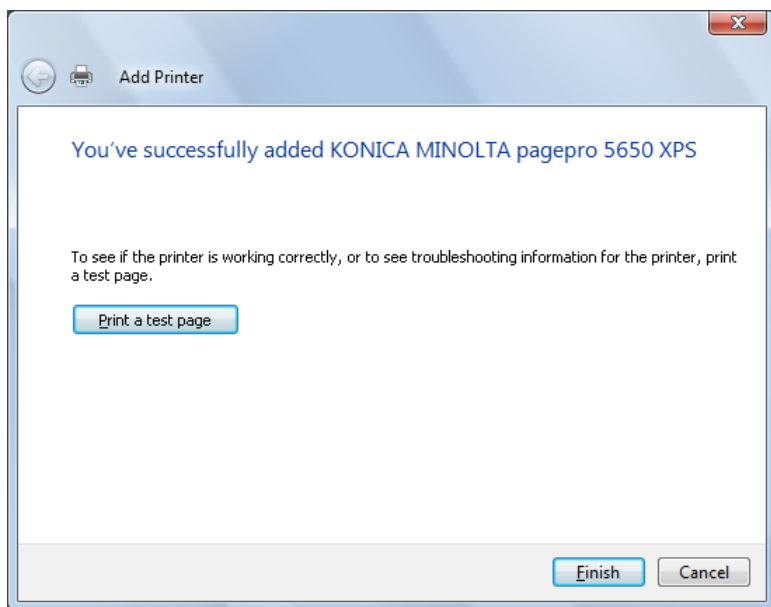 Add Printer
You've successfully added KONICA MINOLTA pagepro 5650 XPS
To see if the printer is working correctly, or to see troubleshooting information for the printer, print
a test page.
Print a test page
Finish
Cancel